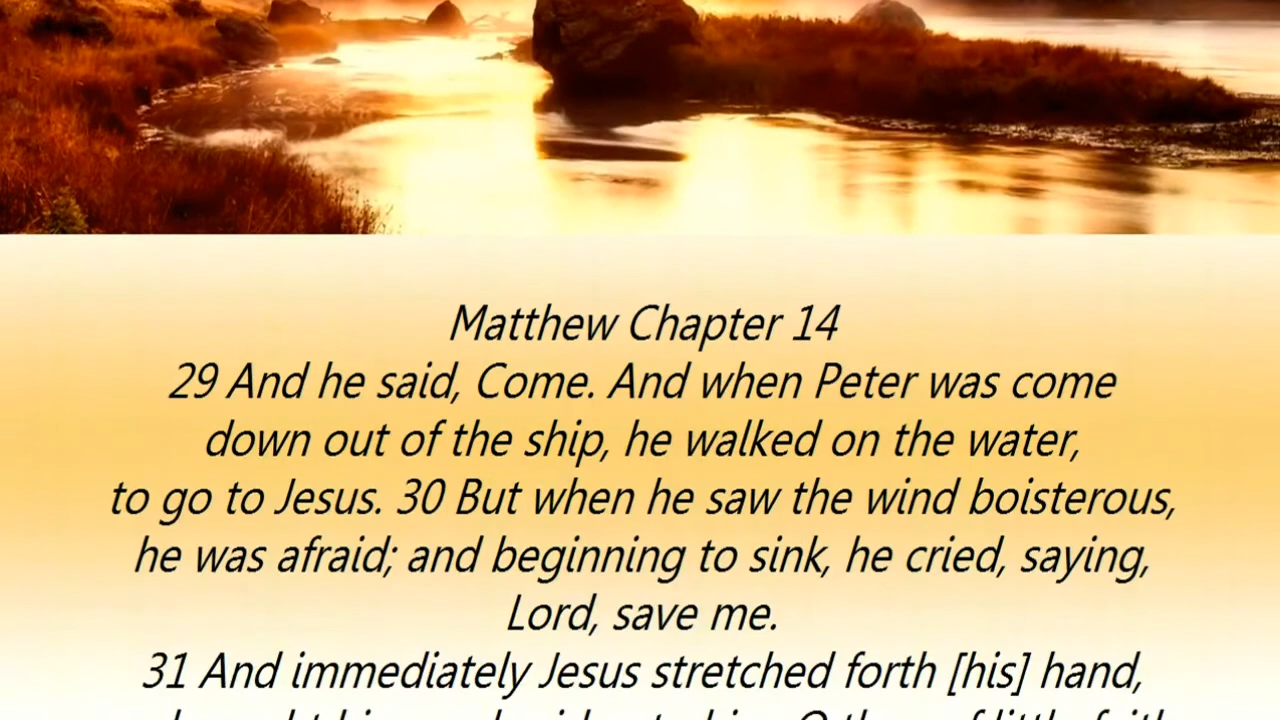 Matthew Chapter 14
29 And he said, Come. And when Peter was come
down out of the ship, he walked on the water,
to go to Jesus. 30 But when he saw the wind boisterous,
he was afraid; and beginning to sink, he cried, saying,
Lord, save me.
31 And immediately Jesus stretched forth [his] hand,